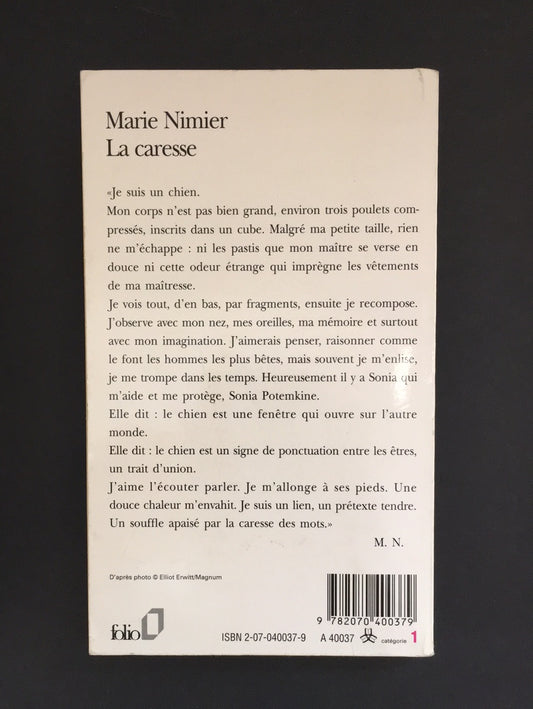 Marie Nimier
La caresse
«Je suis un chien.
Mon corps n'est pas bien grand, environ trois poulets com-
pressés, inscrits dans un cube. Malgré ma petite taille, rien
ne m'échappe : ni les pastis que mon maître se verse en
douce ni cette odeur étrange qui imprègne les vêtements
de ma maîtresse.
Je vois tout, d'en bas, par fragments, ensuite je recompose.
J'observe avec mon nez, mes oreilles, ma mémoire et surtout
avec mon imagination. J'aimerais penser, raisonner comme
le font les hommes les plus bêtes, mais souvent je m'enlise,
je me trompe dans les temps. Heureusement il y a Sonia qui
m'aide et me protège, Sonia Potemkine.
Elle dit : le chien est une fenêtre qui ouvre sur l'autre
monde.
Elle dit : le chien est un signe de ponctuation entre les êtres,
un trait d'union.
J'aime l'écouter parler. Je m'allonge à ses pieds. Une
douce chaleur m'envahit. Je suis un lien, un prétexte tendre.
Un souffle apaisé par la caresse des mots.»
M. N.
D'après photo © Elliot Erwitt/Magnum
9 782070 400379
folio
ISBN 2-07-040037-9 A 40037 catégorie 1